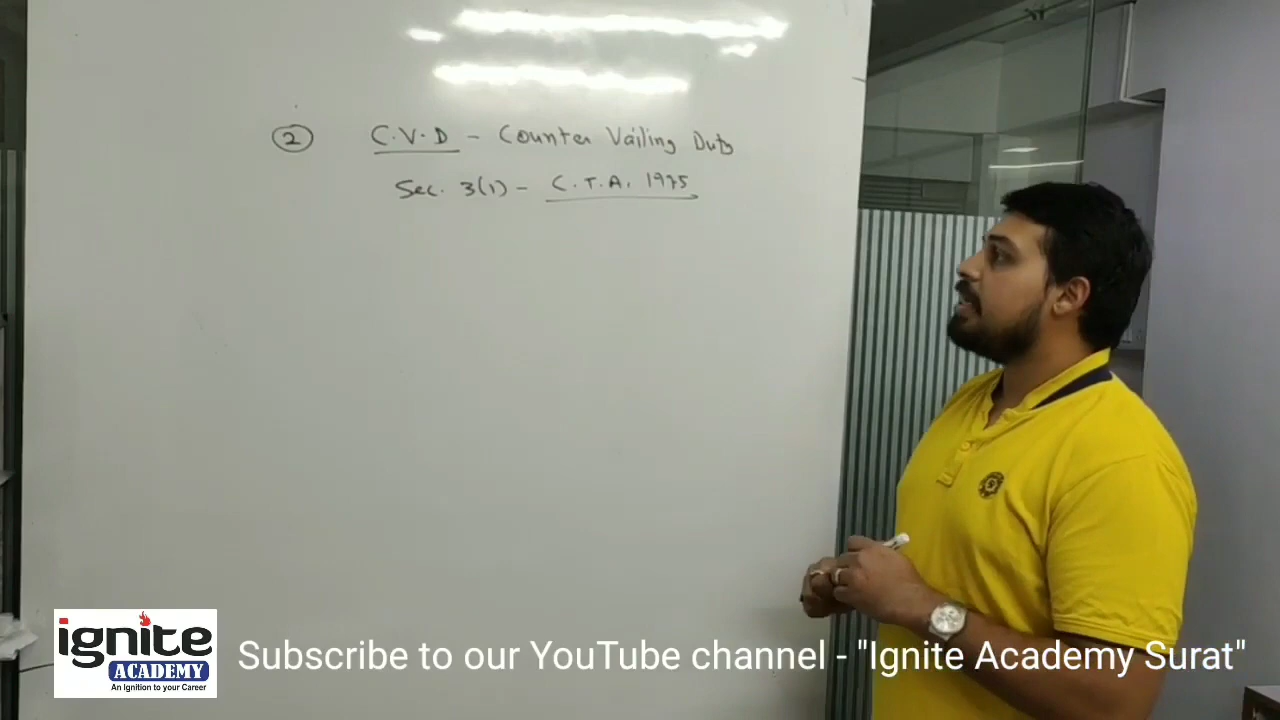 ② C.V.D - Counter Vailing Duty
Sec. 3(1) - C.T.A. 1975
ignite
ACADEMY
An Ignition to your Career
Subscribe to our YouTube channel - "Ignite Academy Surat"